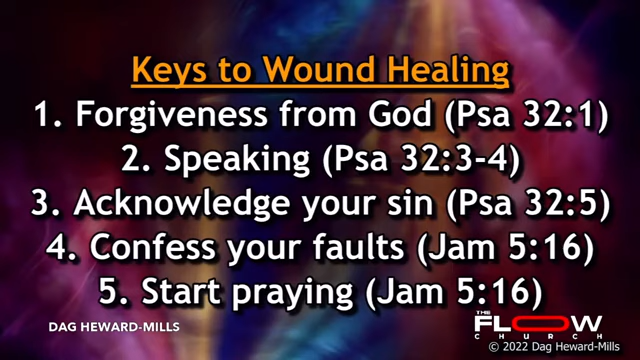 Keys to Wound Healing
1. Forgiveness from God (Psa 32:1)
2. Speaking (Psa 32:3-4)
3. Acknowledge your sin (Psa 32:5)
4. Confess your faults (Jam 5:16)
5. Start praying (Jam 5:16)
DAG HEWARD-MILLS
THE
FLOW
CHURCH
© 2022 Dag Heward-Mills